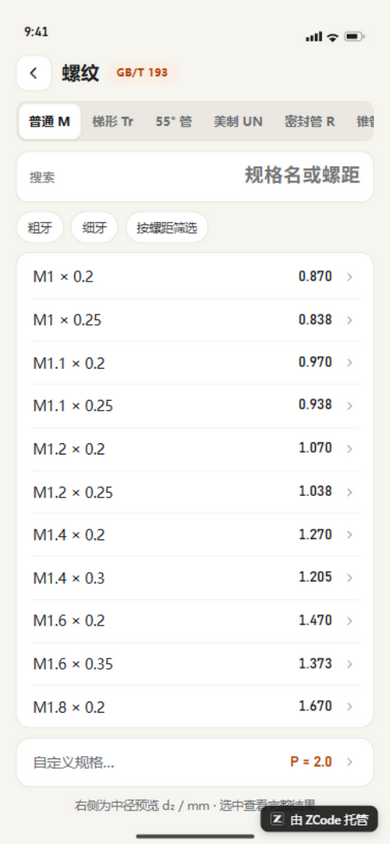 9:41
螺纹 GB/T 193
普通 M 梯形 Tr 55° 管 美制 UN 密封管 R
搜索 规格名或螺距
粗牙 细牙 按螺距筛选
M1 × 0.2 0.870
M1 × 0.25 0.838
M1.1 × 0.2 0.970
M1.1 × 0.25 0.938
M1.2 × 0.2 1.070
M1.2 × 0.25 1.038
M1.4 × 0.2 1.270
M1.4 × 0.3 1.205
M1.6 × 0.2 1.470
M1.6 × 0.35 1.373
M1.8 × 0.2 1.670
自定义规格... P = 2.0
右侧为中径预览 d₂ / mm · 选中查看完整结果
由 ZCode 托管